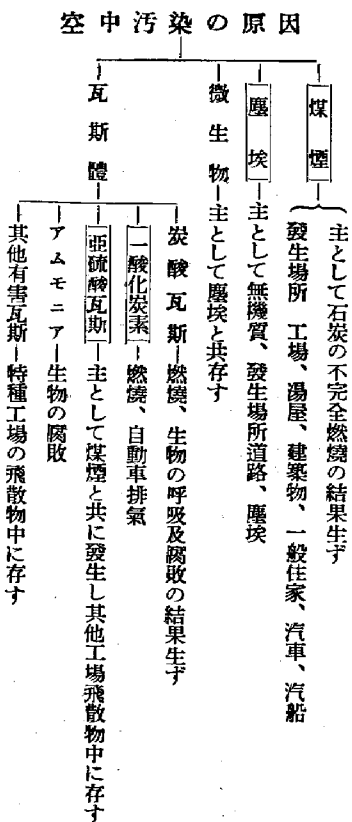 空中汚染の原因
煤煙
主として石炭の不完全燃燒の結果生ず
發生場所 工場、湯屋、建築物、一般住家、汽車、汽船
塵埃―主として無機質、發生場所道路、塵埃
微生物―主として塵埃と共存す
瓦斯體
炭酸瓦斯―燃燒、生物の呼吸及腐敗の結果生ず
一酸化炭素―燃燒、自動車排氣
亞硫酸瓦斯―主として煤煙と共に發生し其他工場飛散物中に存す
アムモニア―生物の腐敗
其他有害瓦斯―特種工場の飛散物中に存す